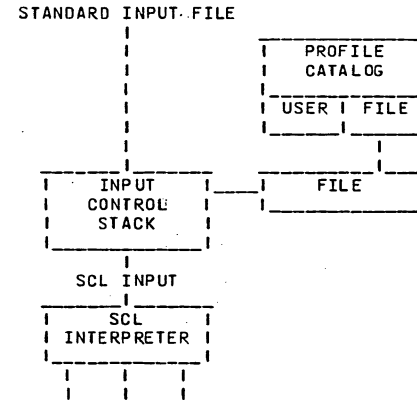 STANDARD INPUT FILE
PROFILE
CATALOG
USER FILE
INPUT
CONTROL
STACK
FILE
SCL INPUT
SCL
INTERPRETER